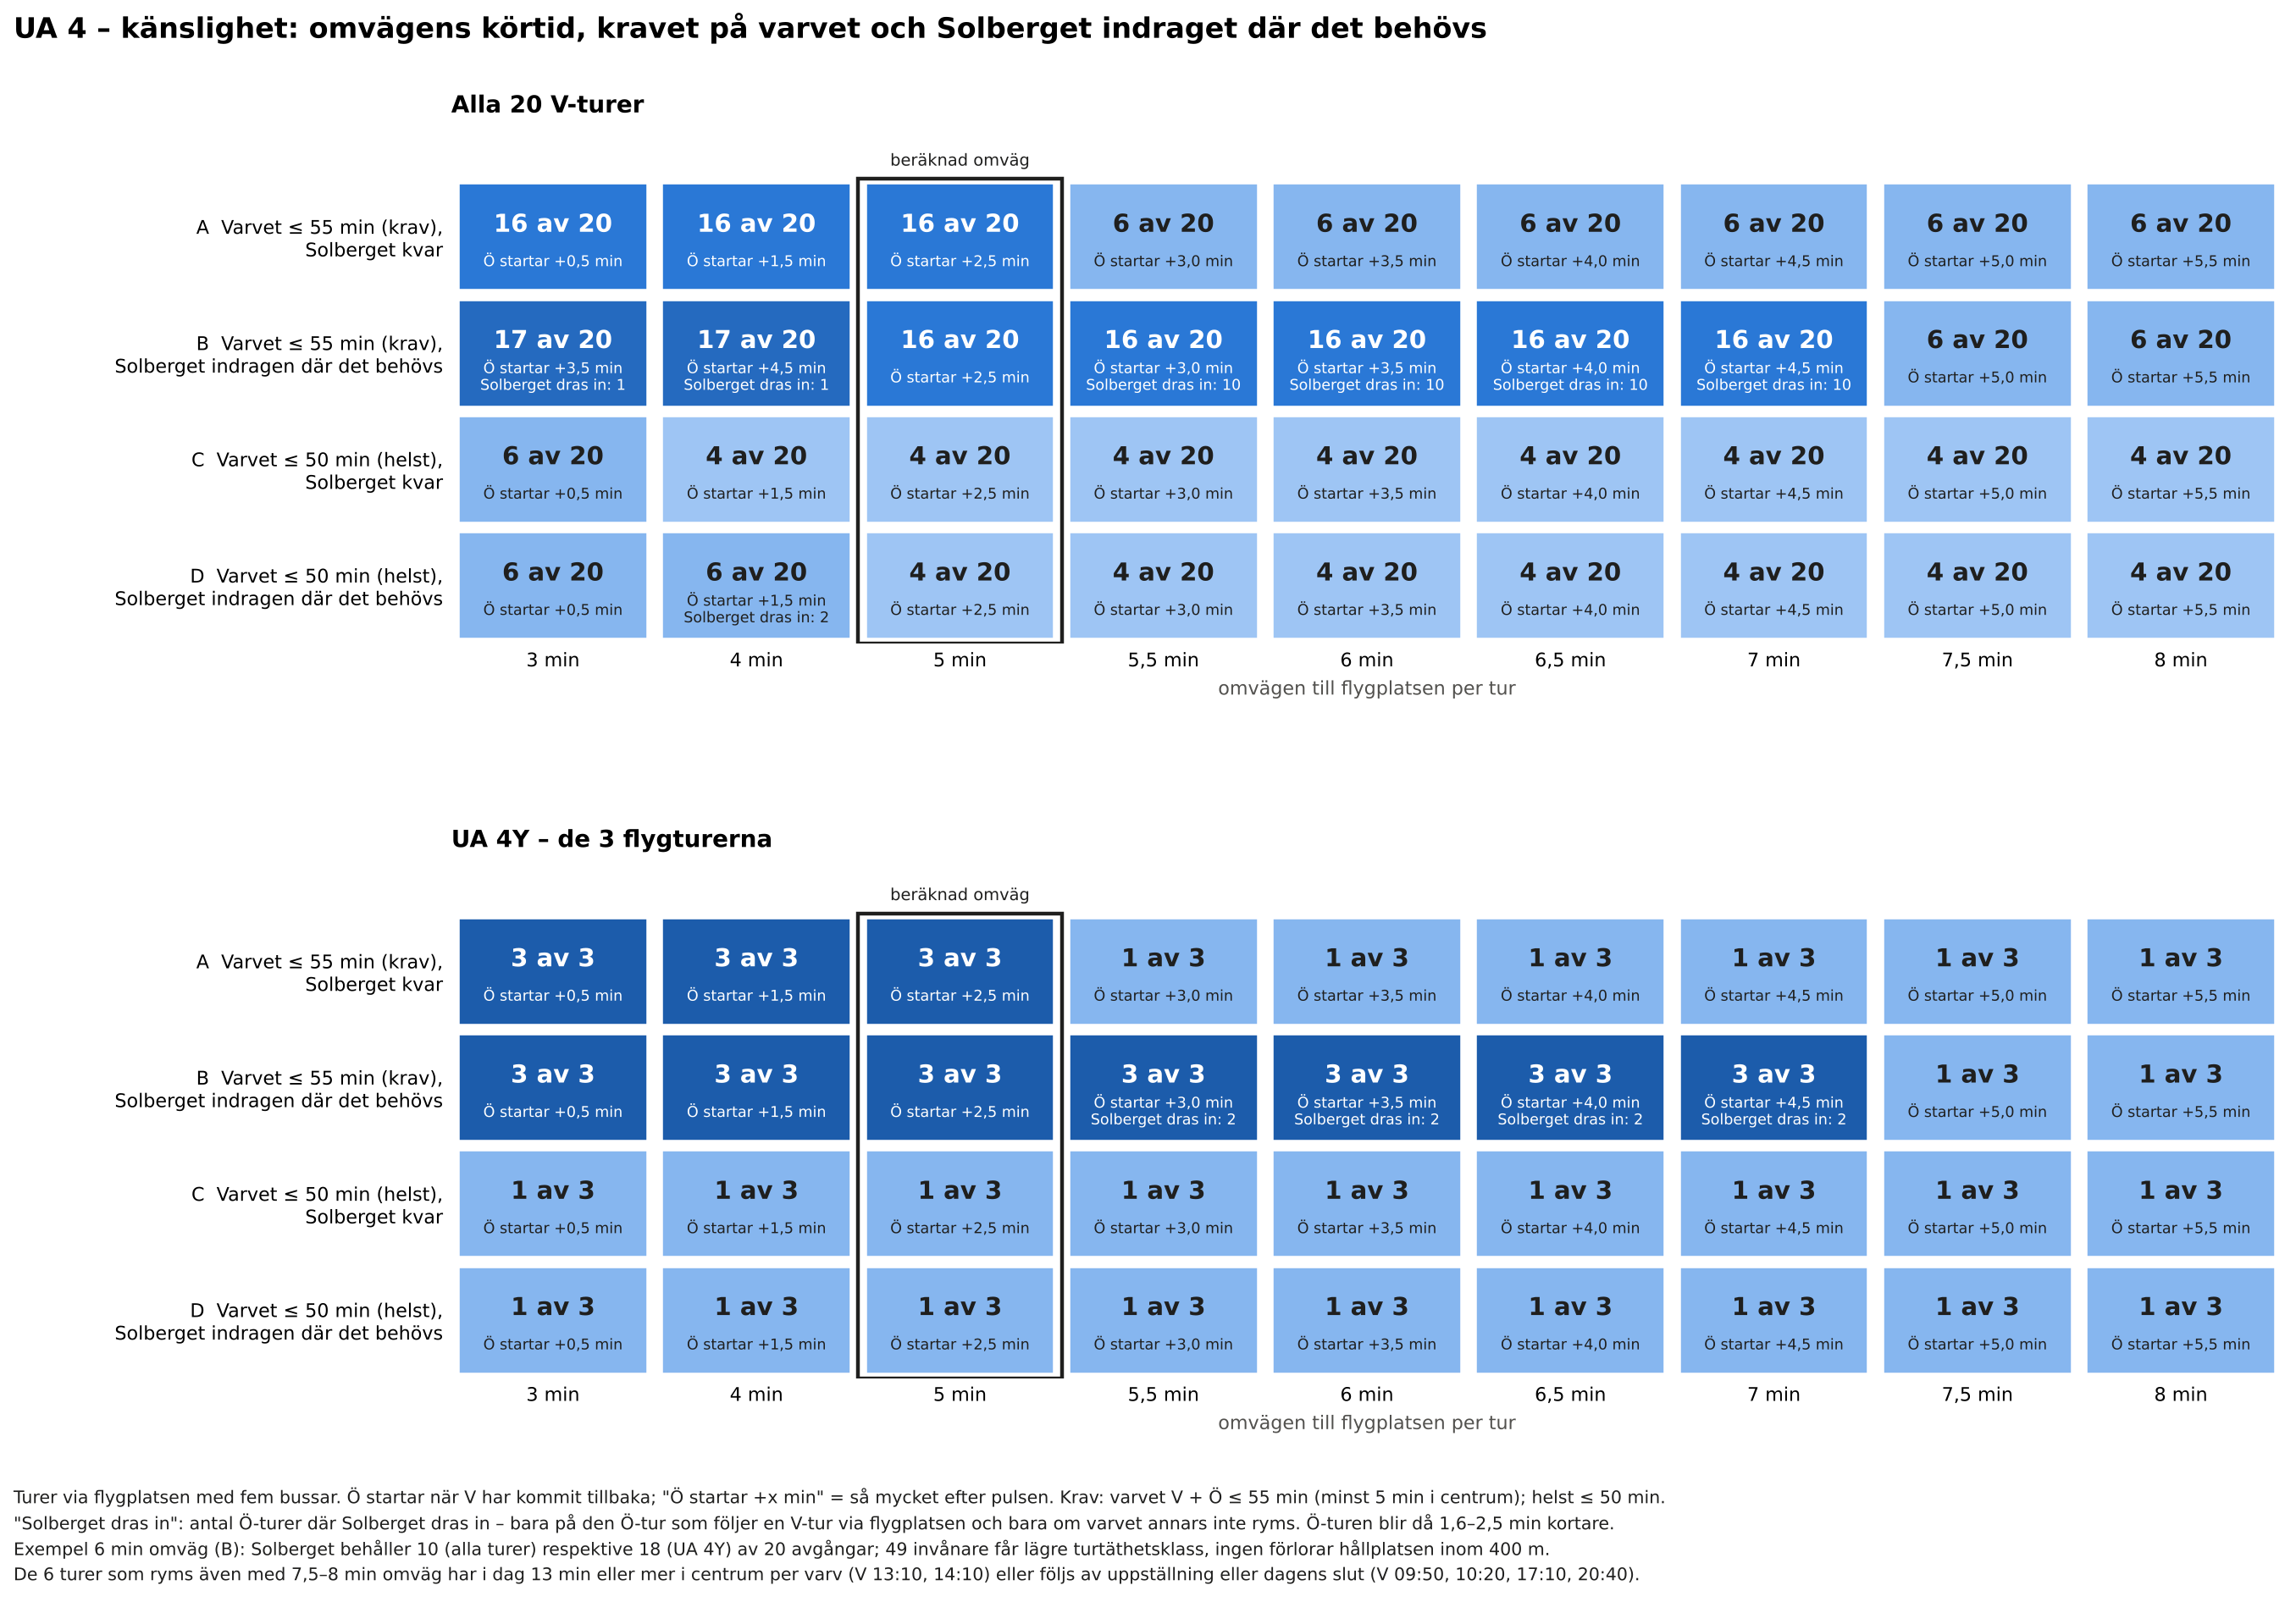 UA 4 – känslighet: omvägens körtid, kravet på varvet och Solberget indraget där det behövs
Alla 20 V-turer
beräknad omväg
A  Varvet ≤ 55 min (krav),
Solberget kvar
16 av 20
Ö startar +0,5 min
16 av 20
Ö startar +1,5 min
16 av 20
Ö startar +2,5 min
6 av 20
Ö startar +3,0 min
6 av 20
Ö startar +3,5 min
6 av 20
Ö startar +4,0 min
6 av 20
Ö startar +4,5 min
6 av 20
Ö startar +5,0 min
6 av 20
Ö startar +5,5 min
B  Varvet ≤ 55 min (krav),
Solberget indragen där det behövs
17 av 20
Ö startar +3,5 min
Solberget dras in: 1
17 av 20
Ö startar +4,5 min
Solberget dras in: 1
16 av 20
Ö startar +2,5 min
16 av 20
Ö startar +3,0 min
Solberget dras in: 10
16 av 20
Ö startar +3,5 min
Solberget dras in: 10
16 av 20
Ö startar +4,0 min
Solberget dras in: 10
16 av 20
Ö startar +4,5 min
Solberget dras in: 10
6 av 20
Ö startar +5,0 min
6 av 20
Ö startar +5,5 min
C  Varvet ≤ 50 min (helst),
Solberget kvar
6 av 20
Ö startar +0,5 min
4 av 20
Ö startar +1,5 min
4 av 20
Ö startar +2,5 min
4 av 20
Ö startar +3,0 min
4 av 20
Ö startar +3,5 min
4 av 20
Ö startar +4,0 min
4 av 20
Ö startar +4,5 min
4 av 20
Ö startar +5,0 min
4 av 20
Ö startar +5,5 min
D  Varvet ≤ 50 min (helst),
Solberget indragen där det behövs
6 av 20
Ö startar +0,5 min
6 av 20
Ö startar +1,5 min
Solberget dras in: 2
4 av 20
Ö startar +2,5 min
4 av 20
Ö startar +3,0 min
4 av 20
Ö startar +3,5 min
4 av 20
Ö startar +4,0 min
4 av 20
Ö startar +4,5 min
4 av 20
Ö startar +5,0 min
4 av 20
Ö startar +5,5 min
3 min
4 min
5 min
5,5 min
6 min
6,5 min
7 min
7,5 min
8 min
omvägen till flygplatsen per tur
UA 4Y – de 3 flygturerna
beräknad omväg
A  Varvet ≤ 55 min (krav),
Solberget kvar
3 av 3
Ö startar +0,5 min
3 av 3
Ö startar +1,5 min
3 av 3
Ö startar +2,5 min
1 av 3
Ö startar +3,0 min
1 av 3
Ö startar +3,5 min
1 av 3
Ö startar +4,0 min
1 av 3
Ö startar +4,5 min
1 av 3
Ö startar +5,0 min
1 av 3
Ö startar +5,5 min
B  Varvet ≤ 55 min (krav),
Solberget indragen där det behövs
3 av 3
Ö startar +0,5 min
3 av 3
Ö startar +1,5 min
3 av 3
Ö startar +2,5 min
3 av 3
Ö startar +3,0 min
Solberget dras in: 2
3 av 3
Ö startar +3,5 min
Solberget dras in: 2
3 av 3
Ö startar +4,0 min
Solberget dras in: 2
3 av 3
Ö startar +4,5 min
Solberget dras in: 2
1 av 3
Ö startar +5,0 min
1 av 3
Ö startar +5,5 min
C  Varvet ≤ 50 min (helst),
Solberget kvar
1 av 3
Ö startar +0,5 min
1 av 3
Ö startar +1,5 min
1 av 3
Ö startar +2,5 min
1 av 3
Ö startar +3,0 min
1 av 3
Ö startar +3,5 min
1 av 3
Ö startar +4,0 min
1 av 3
Ö startar +4,5 min
1 av 3
Ö startar +5,0 min
1 av 3
Ö startar +5,5 min
D  Varvet ≤ 50 min (helst),
Solberget indragen där det behövs
1 av 3
Ö startar +0,5 min
1 av 3
Ö startar +1,5 min
1 av 3
Ö startar +2,5 min
1 av 3
Ö startar +3,0 min
1 av 3
Ö startar +3,5 min
1 av 3
Ö startar +4,0 min
1 av 3
Ö startar +4,5 min
1 av 3
Ö startar +5,0 min
1 av 3
Ö startar +5,5 min
3 min
4 min
5 min
5,5 min
6 min
6,5 min
7 min
7,5 min
8 min
omvägen till flygplatsen per tur
Turer via flygplatsen med fem bussar. Ö startar när V har kommit tillbaka; "Ö startar +x min" = så mycket efter pulsen. Krav: varvet V + Ö ≤ 55 min (minst 5 min i centrum); helst ≤ 50 min.
"Solberget dras in": antal Ö-turer där Solberget dras in – bara på den Ö-tur som följer en V-tur via flygplatsen och bara om varvet annars inte ryms. Ö-turen blir då 1,6–2,5 min kortare.
Exempel 6 min omväg (B): Solberget behåller 10 (alla turer) respektive 18 (UA 4Y) av 20 avgångar; 49 invånare får lägre turtäthetsklass, ingen förlorar hållplatsen inom 400 m.
De 6 turer som ryms även med 7,5–8 min omväg har i dag 13 min eller mer i centrum per varv (V 13:10, 14:10) eller följs av uppställning eller dagens slut (V 09:50, 10:20, 17:10, 20:40).